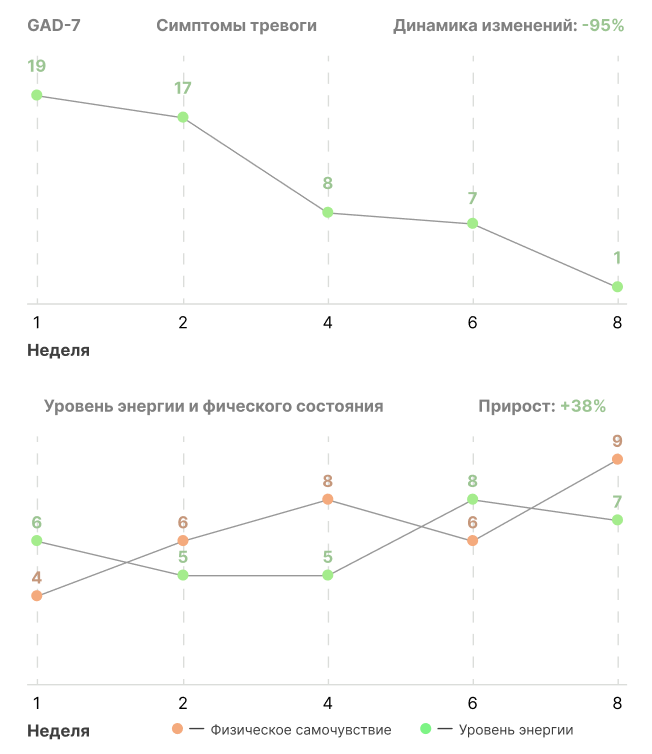 GAD-7 Симптомы тревоги Динамика изменений: -95%
19
17
8
7
1
1 2 4 6 8
Неделя
Уровень энергии и фического состояния Прирост: +38%
9
8 8
7
6 6 6
5 5
4
1 2 4 6 8
Неделя — Физическое самочувствие — Уровень энергии